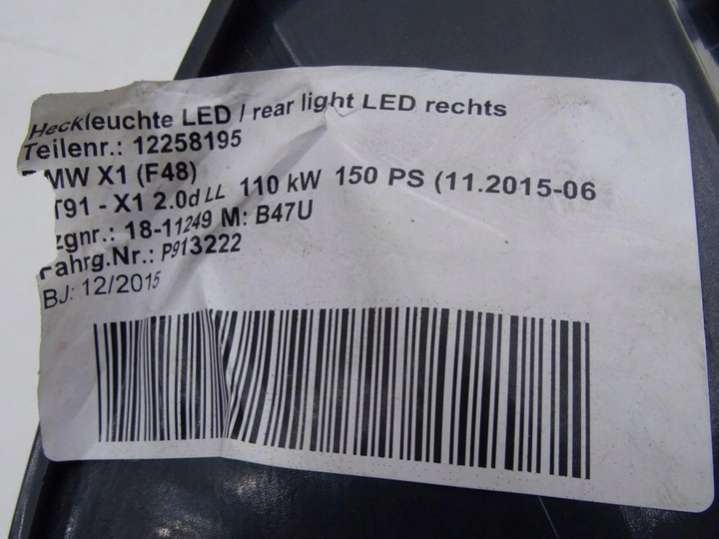 Heckleuchte LED / rear light LED rechts
Teilenr.: 12258195
BMW X1 (F48)
T91 - X1 2.0d LL 110 kW 150 PS (11.2015-06
zgnr.: 18-11249 M: B47U
Fahrg.Nr.: P913222
BJ: 12/2015